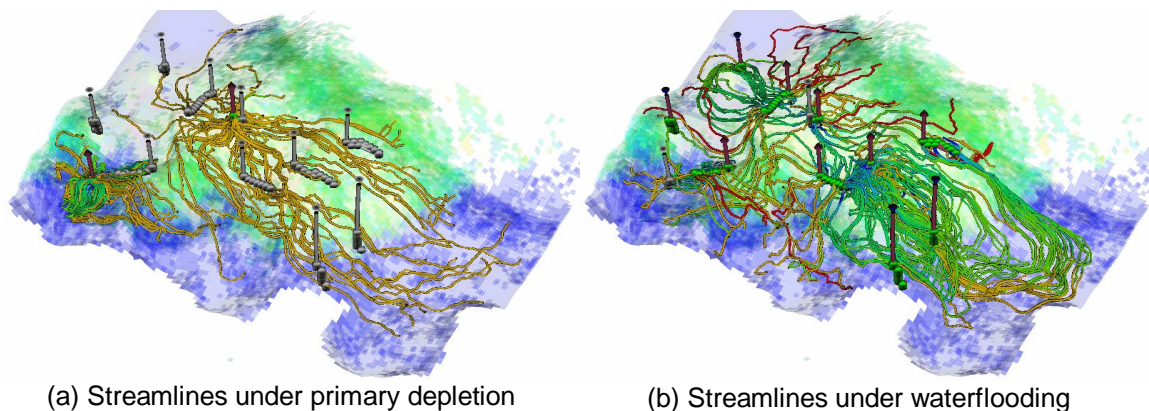 (a) Streamlines under primary depletion
(b) Streamlines under waterflooding